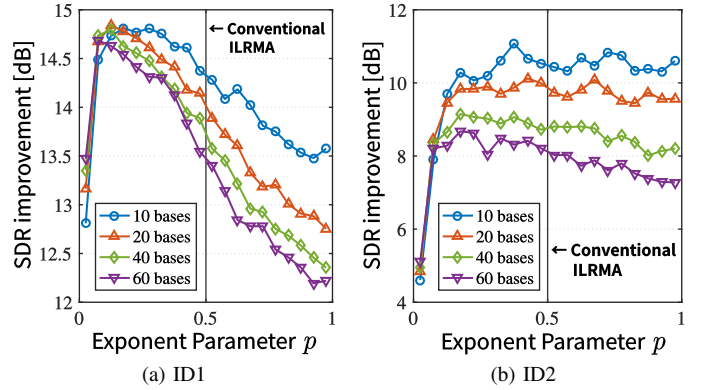 SDR improvement [dB]
15
14.5
14
13.5
13
12.5
12
← Conventional
ILRMA
10 bases
20 bases
40 bases
60 bases
0
0.5
1
Exponent Parameter p
(a) ID1
SDR improvement [dB]
12
10
8
6
4
10 bases
20 bases
40 bases
60 bases
← Conventional
ILRMA
0
0.5
1
Exponent Parameter p
(b) ID2